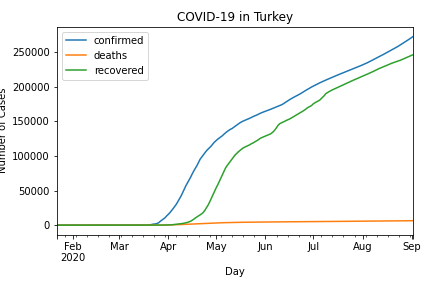 COVID-19 in Turkey
confirmed
deaths
recovered
250000
200000
150000
100000
50000
0
Number of Cases
Feb Mar Apr May Jun Jul Aug Sep
2020
Day